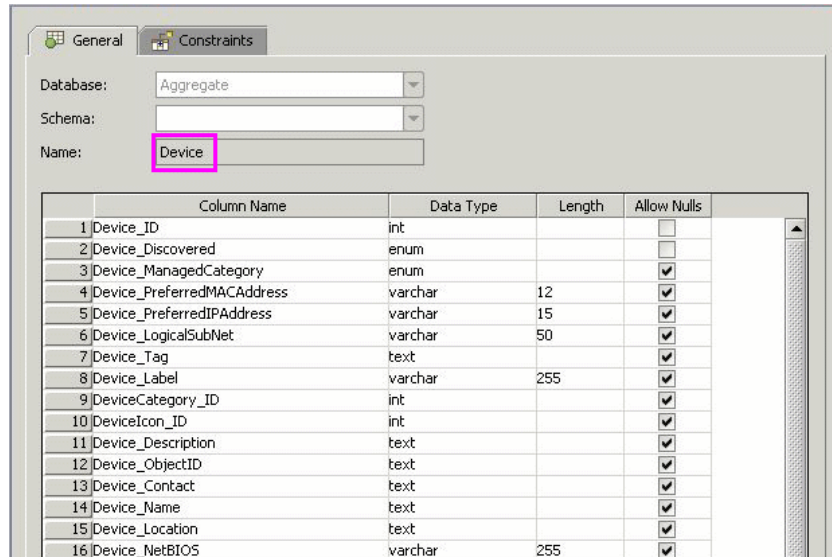 General Constraints
Database: Aggregate
Schema:
Name: Device
Column Name Data Type Length Allow Nulls
1 Device_ID int
2 Device_Discovered enum
3 Device_ManagedCategory enum
4 Device_PreferredMACAddress varchar 12
5 Device_PreferredIPAddress varchar 15
6 Device_LogicalSubNet varchar 50
7 Device_Tag text
8 Device_Label varchar 255
9 DeviceCategory_ID int
10 DeviceIcon_ID int
11 Device_Description text
12 Device_ObjectID text
13 Device_Contact text
14 Device_Name text
15 Device_Location text
16 Device_NetBIOS varchar 255